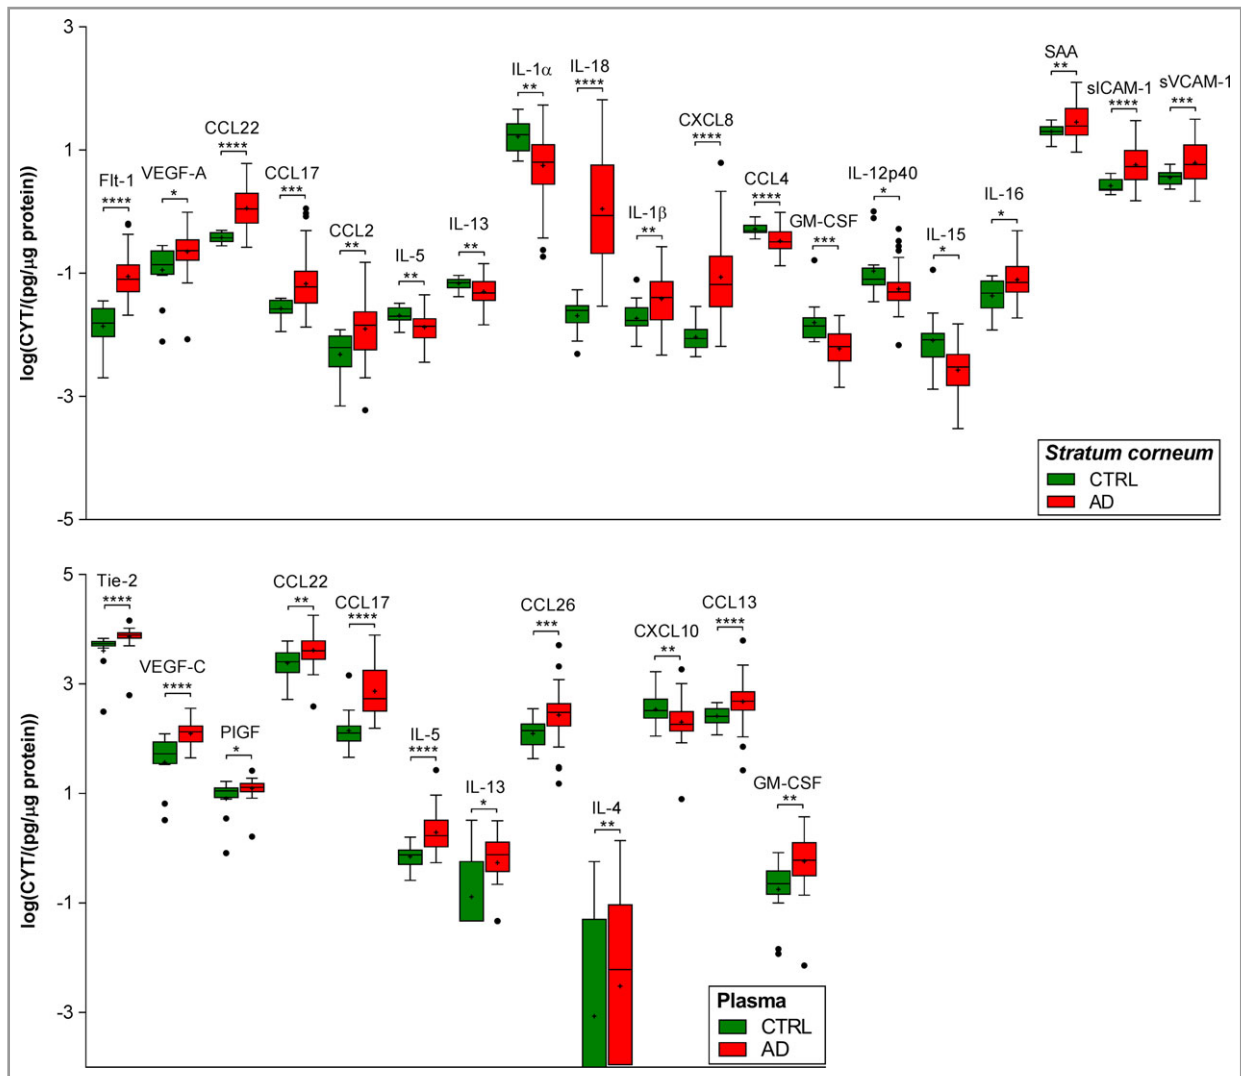 3
1
-1
-3
-5
log(CYT/(pg/μg protein))
Flt-1
****
VEGF-A
*
CCL22
****
CCL17
***
CCL2
**
IL-5
**
IL-13
**
IL-1α
**
IL-18
****
IL-1β
**
CXCL8
****
CCL4
****
GM-CSF
***
IL-12p40
*
IL-15
*
IL-16
*
SAA
**
sICAM-1
****
sVCAM-1
***
Stratum corneum
CTRL
AD
5
3
1
-1
-3
log(CYT/(pg/μg protein))
Tie-2
****
VEGF-C
****
PlGF
*
CCL22
**
CCL17
****
IL-5
****
IL-13
*
CCL26
***
IL-4
**
CXCL10
**
CCL13
****
GM-CSF
**
Plasma
CTRL
AD